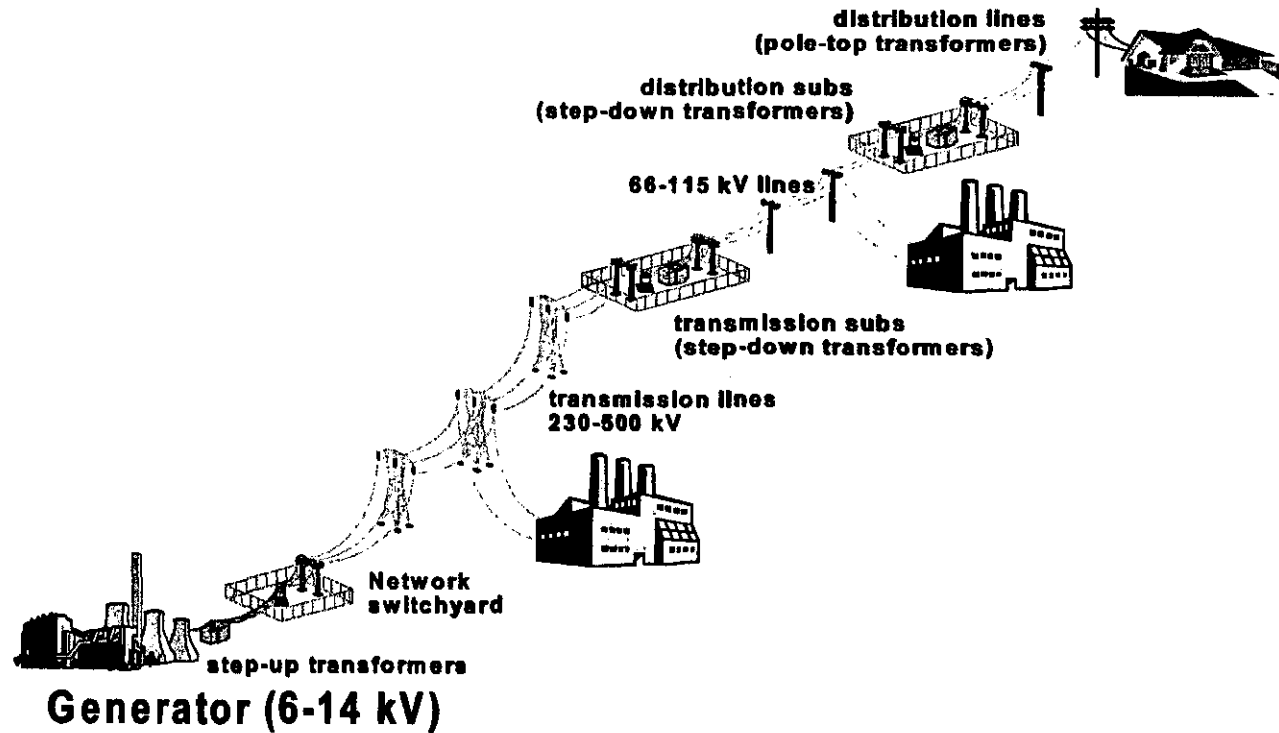 distribution lines
(pole-top transformers)
distribution subs
(step-down transformers)
66-115 kV lines
transmission subs
(step-down transformers)
transmission lines
230-500 kV
Network
switchyard
step-up transformers
Generator (6-14 kV)